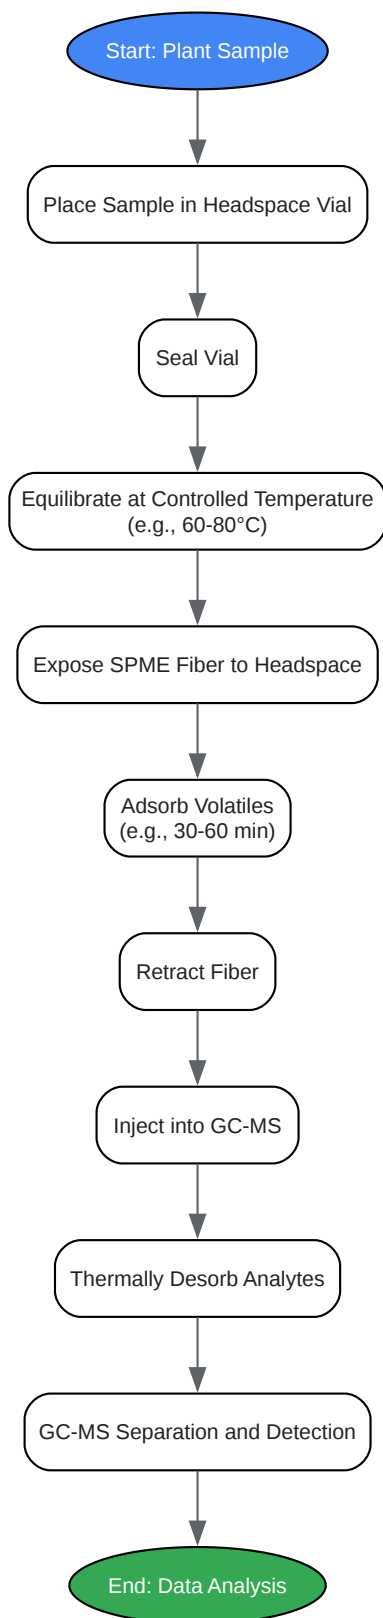 Start: Plant Sample
Place Sample in Headspace Vial
Seal Vial
Equilibrate at Controlled Temperature
(e.g., 60-80°C)
Expose SPME Fiber to Headspace
Adsorb Volatiles
(e.g., 30-60 min)
Retract Fiber
Inject into GC-MS
Thermally Desorb Analytes
GC-MS Separation and Detection
End: Data Analysis